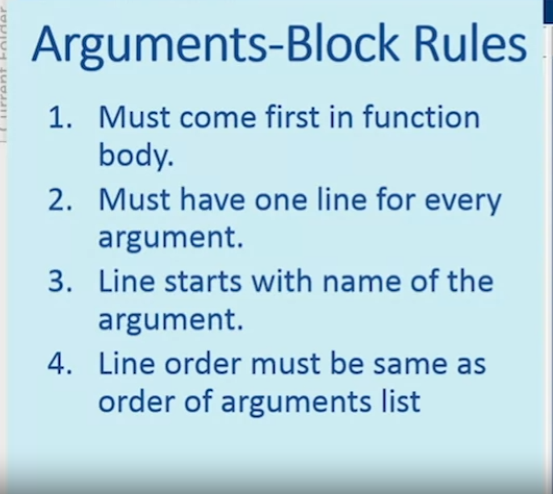 Current Folder
Arguments-Block Rules
1. Must come first in function
body.
2. Must have one line for every
argument.
3. Line starts with name of the
argument.
4. Line order must be same as
order of arguments list